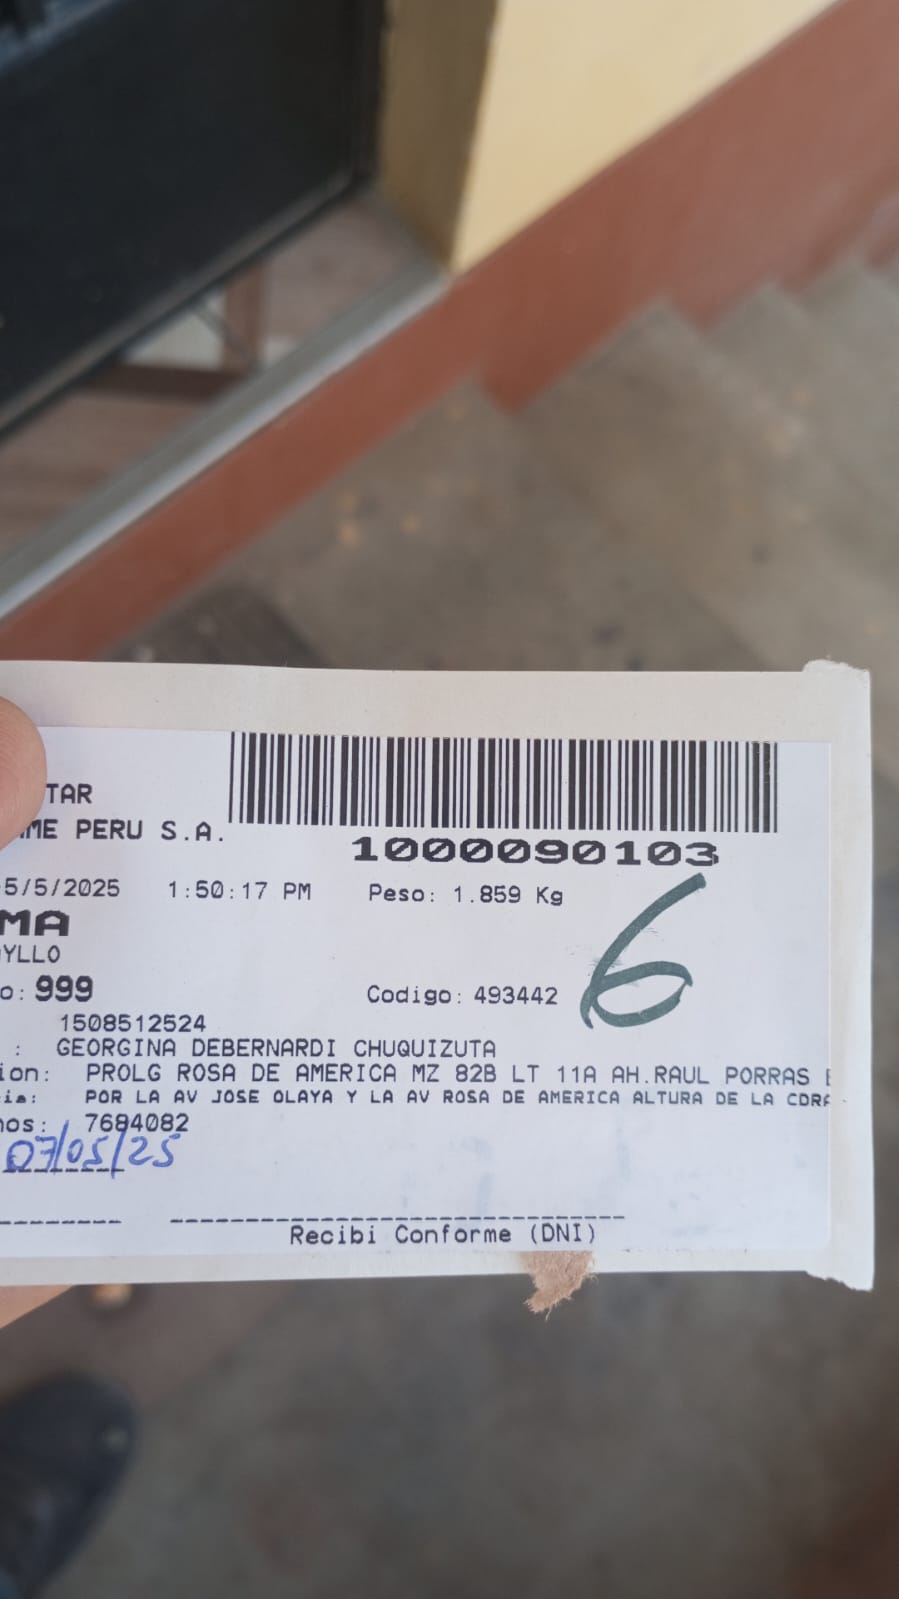 TAR
ME PERU S.A.
1000090103
5/5/2025 1:50:17 PM Peso: 1.859 Kg
6
MA
YLLO
o: 999 Codigo: 493442
1508512524
: GEORGINA DEBERNARDI CHUQUIZUTA
ion: PROLG ROSA DE AMERICA MZ 82B LT 11A AH.RAUL PORRAS
ia: POR LA AV JOSE OLAYA Y LA AV ROSA DE AMERICA ALTURA DE LA CDRA
nos: 7684082
07/05/25
Recibi Conforme (DNI)